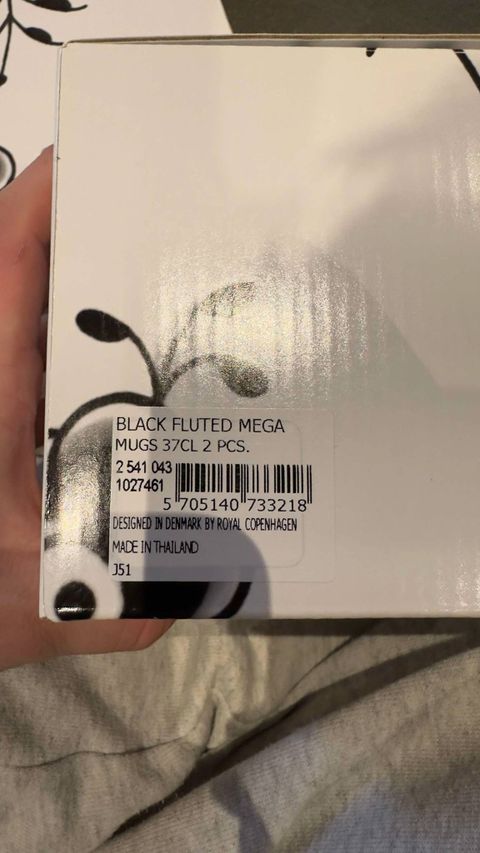 BLACK FLUTED MEGA
MUGS 37CL 2 PCS.
2 541 043
1027461
5 705140 733218
DESIGNED IN DENMARK BY ROYAL COPENHAGEN
MADE IN THAILAND
J51